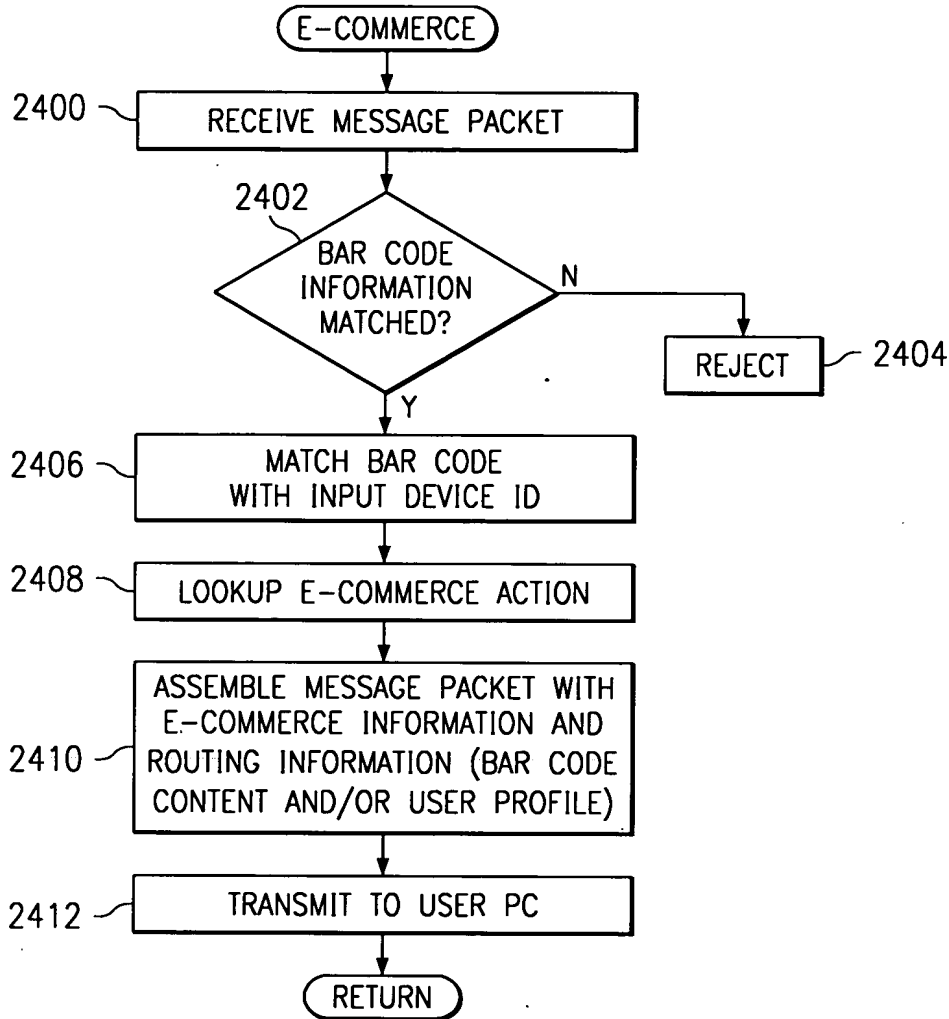 E-COMMERCE
2400
RECEIVE MESSAGE PACKET
2402
BAR CODE
INFORMATION
MATCHED?
N
REJECT
2404
Y
2406
MATCH BAR CODE
WITH INPUT DEVICE ID
2408
LOOKUP E-COMMERCE ACTION
2410
ASSEMBLE MESSAGE PACKET WITH
E-COMMERCE INFORMATION AND
ROUTING INFORMATION (BAR CODE
CONTENT AND/OR USER PROFILE)
2412
TRANSMIT TO USER PC
RETURN